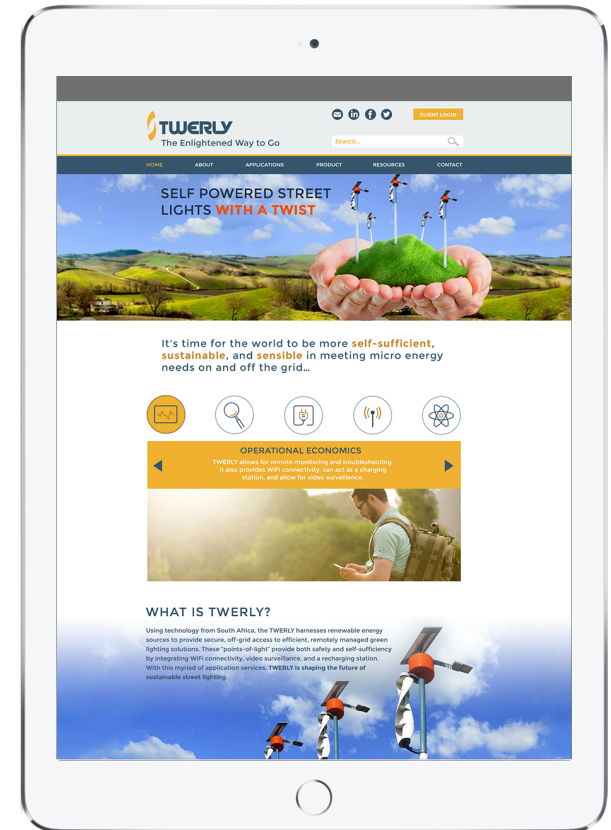 CLIENT LOGIN
TWERLY
The Enlightened Way to Go
Search...
HOME
ABOUT
APPLICATIONS
PRODUCT
RESOURCES
CONTACT
SELF POWERED STREET
LIGHTS WITH A TWIST
It's time for the world to be more self-sufficient,
sustainable, and sensible in meeting micro energy
needs on and off the grid...
OPERATIONAL ECONOMICS
TWERLY allows for remote monitoring and troubleshooting.
It also provides WiFi connectivity, can act as a charging
station, and allow for video surveillance.
WHAT IS TWERLY?
Using technology from South Africa, the TWERLY harnesses renewable energy
sources to provide secure, off-grid access to efficient, remotely managed green
lighting solutions. These "points-of-light" provide both safety and self-sufficiency
by integrating WiFi connectivity, video surveillance, and a recharging station.
With this myriad of application services, TWERLY is shaping the future of
sustainable street lighting.